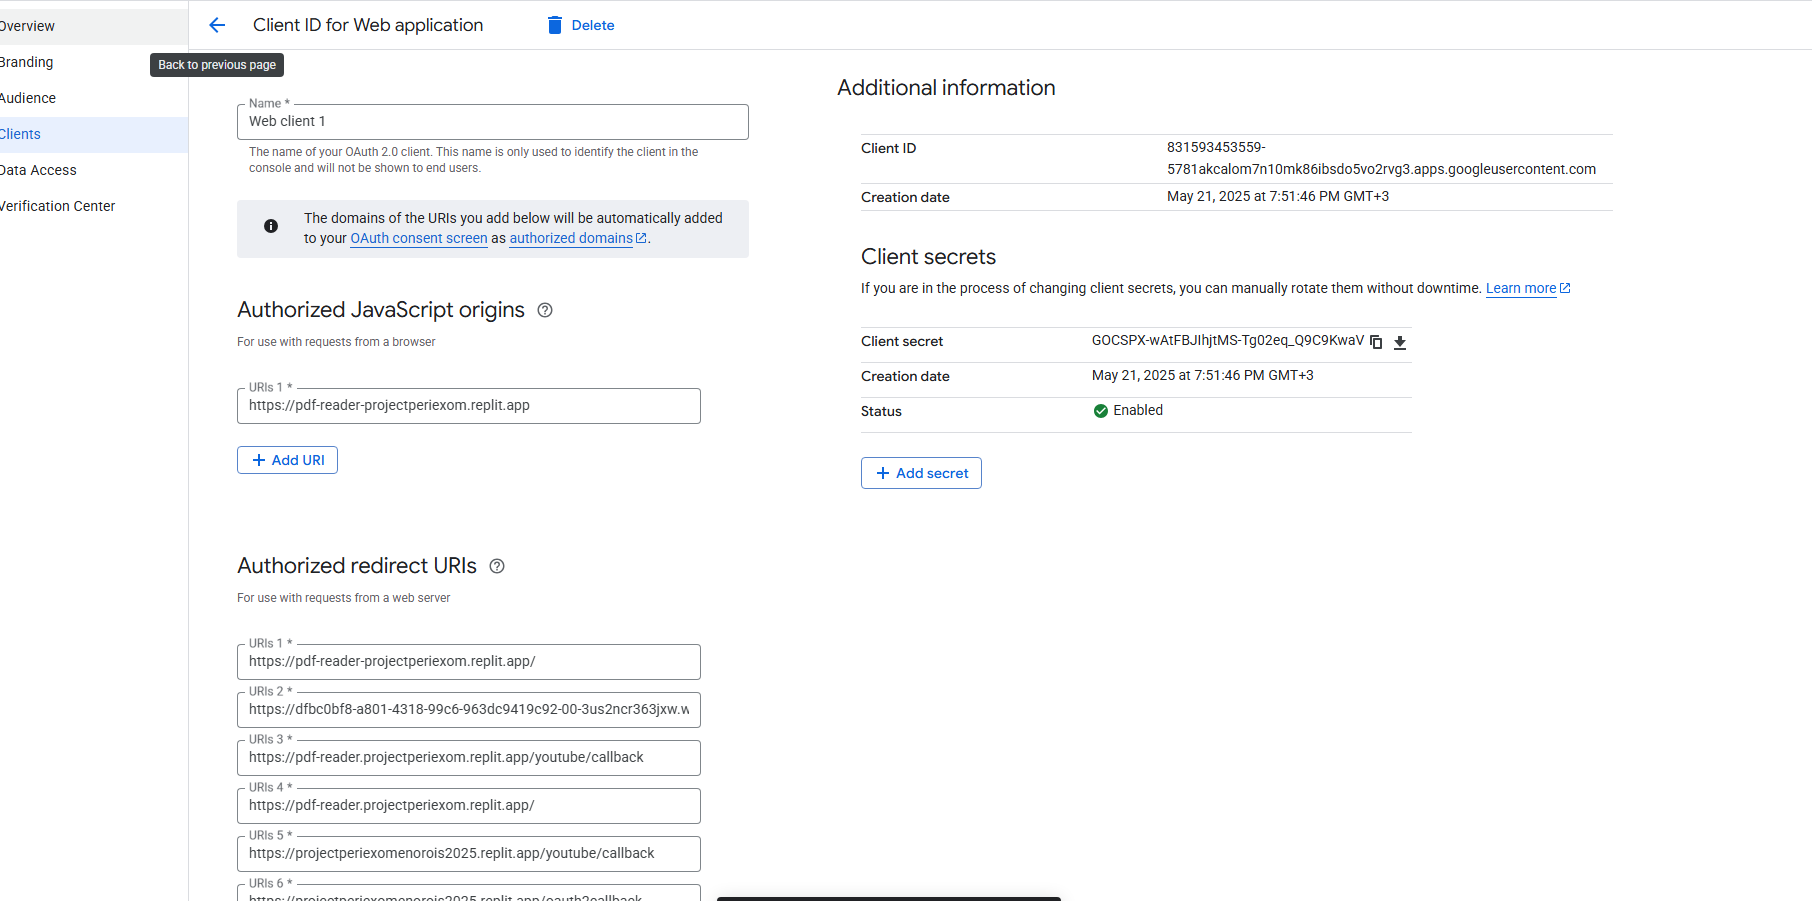 Overview
Branding
Audience
Clients
Data Access
Verification Center
Client ID for Web application
Delete
Back to previous page
Name *
Web client 1
The name of your OAuth 2.0 client. This name is only used to identify the client in the
console and will not be shown to end users.
The domains of the URIs you add below will be automatically added
to your OAuth consent screen as authorized domains.
Authorized JavaScript origins
For use with requests from a browser
URIs 1 *
https://pdf-reader-projectperiexom.replit.app
Add URI
Authorized redirect URIs
For use with requests from a web server
URIs 1 *
https://pdf-reader-projectperiexom.replit.app/
URIs 2 *
https://dfbc0bf8-a801-4318-99c6-963dc9419c92-00-3us2ncr363jxw.w
URIs 3 *
https://pdf-reader.projectperiexom.replit.app/youtube/callback
URIs 4 *
https://pdf-reader.projectperiexom.replit.app/
URIs 5 *
https://projectperiexomenorois2025.replit.app/youtube/callback
URIs 6 *
https://projectperiexomenorois2025.replit.app/oauth2callback
Additional information
Client ID
831593453559-
5781akcalom7n10mk86ibsdo5vo2rvg3.apps.googleusercontent.com
Creation date
May 21, 2025 at 7:51:46 PM GMT+3
Client secrets
If you are in the process of changing client secrets, you can manually rotate them without downtime. Learn more
Client secret
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
Creation date
May 21, 2025 at 7:51:46 PM GMT+3
Status
Enabled
Add secret